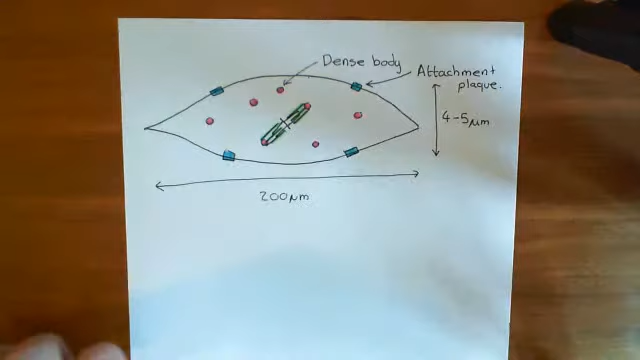 Dense body
Attachment
plaque.
4-5μm
200μm